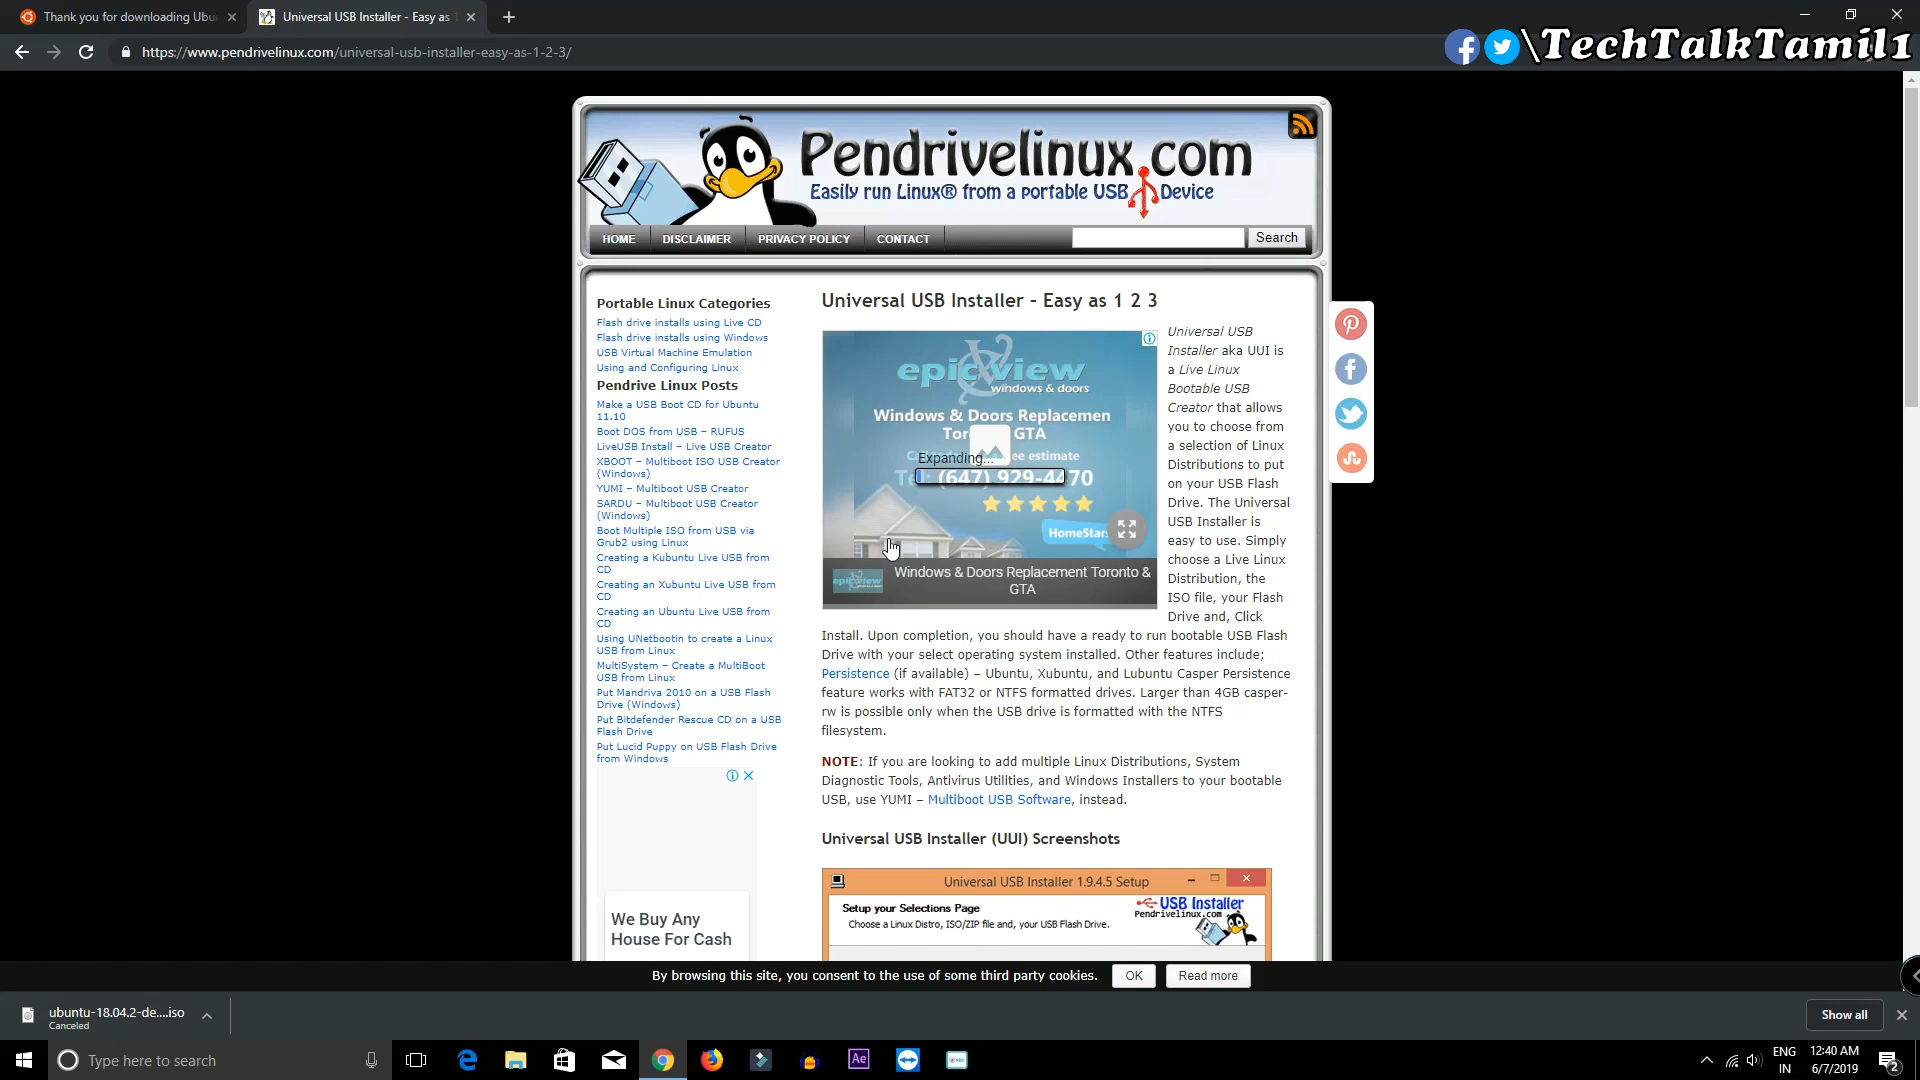 Thank you for downloading Ubu
Universal USB Installer - Easy as 1
https://www.pendrivelinux.com/universal-usb-installer-easy-as-1-2-3/
\TechTalkTamil1
Pendrivelinux.com
Easily run Linux® from a portable USB Device
HOME
DISCLAIMER
PRIVACY POLICY
CONTACT
Search
Portable Linux Categories
Flash drive installs using Live CD
Flash drive installs using Windows
USB Virtual Machine Emulation
Using and Configuring Linux
Pendrive Linux Posts
Make a USB Boot CD for Ubuntu
11.10
Boot DOS from USB – RUFUS
LiveUSB Install – Live USB Creator
XBOOT – Multiboot ISO USB Creator
(Windows)
YUMI – Multiboot USB Creator
SARDU – Multiboot USB Creator
(Windows)
Boot Multiple ISO from USB via
Grub2 using Linux
Creating a Kubuntu Live USB from
CD
Creating an Xubuntu Live USB from
CD
Creating an Ubuntu Live USB from
CD
Using UNetbootin to create a Linux
USB from Linux
MultiSystem – Create a MultiBoot
USB from Linux
Put Mandriva 2010 on a USB Flash
Drive (Windows)
Put Bitdefender Rescue CD on a USB
Flash Drive
Put Lucid Puppy on USB Flash Drive
from Windows
We Buy Any
House For Cash
Universal USB Installer – Easy as 1 2 3
epic view
windows & doors
Windows & Doors Replacemen
GTA
Expanding...
estimate
Tel: (647) 929-4470
HomeStar
epicview
Windows & Doors Replacement Toronto &
GTA
Universal USB
Installer aka UUI is
a Live Linux
Bootable USB
Creator that allows
you to choose from
a selection of Linux
Distributions to put
on your USB Flash
Drive. The Universal
USB Installer is
easy to use. Simply
choose a Live Linux
Distribution, the
ISO file, your Flash
Drive and, Click
Install. Upon completion, you should have a ready to run bootable USB Flash
Drive with your select operating system installed. Other features include;
Persistence (if available) – Ubuntu, Xubuntu, and Lubuntu Casper Persistence
feature works with FAT32 or NTFS formatted drives. Larger than 4GB casper-
rw is possible only when the USB drive is formatted with the NTFS
filesystem.
NOTE: If you are looking to add multiple Linux Distributions, System
Diagnostic Tools, Antivirus Utilities, and Windows Installers to your bootable
USB, use YUMI – Multiboot USB Software, instead.
Universal USB Installer (UUI) Screenshots
Universal USB Installer 1.9.4.5 Setup
Setup your Selections Page
Choose a Linux Distro, ISO/ZIP file and, your USB Flash Drive.
USB Installer
Pendrivelinux.com
By browsing this site, you consent to the use of some third party cookies.
OK
Read more
ubuntu-18.04.2-de....iso
Canceled
Show all
Type here to search
Ae
ENG
IN
12:40 AM
6/7/2019
2